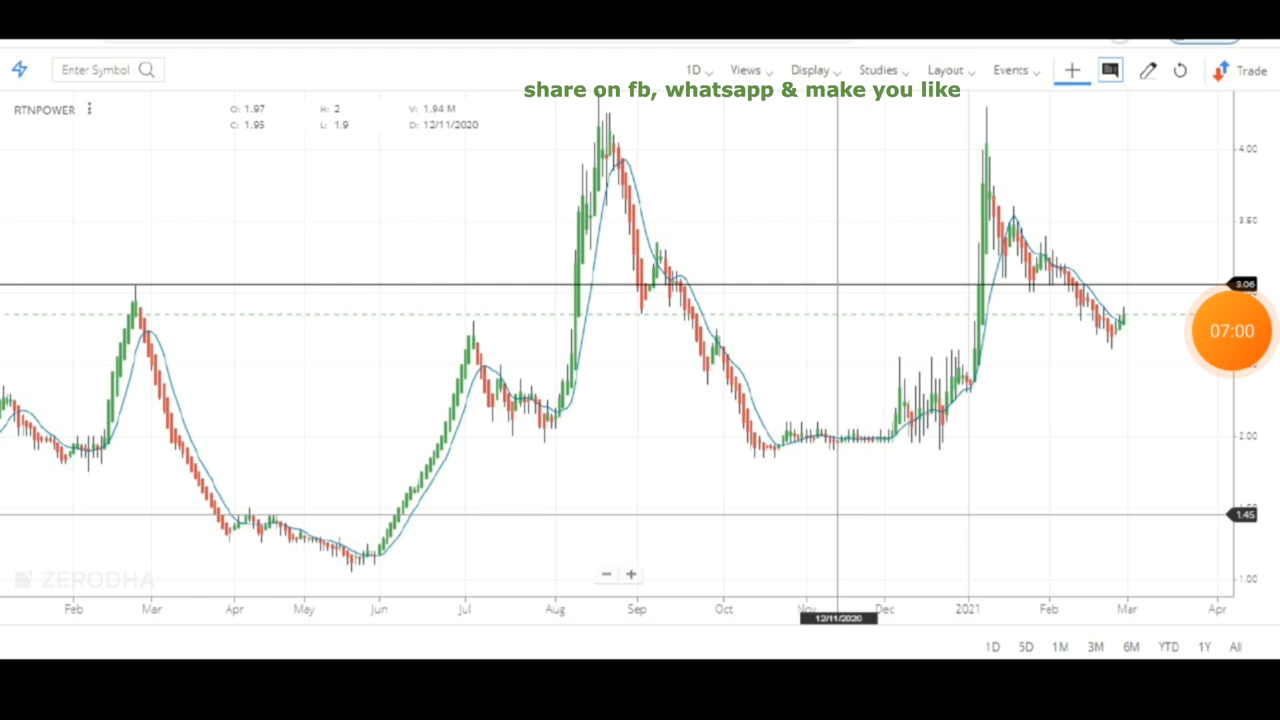 Enter Symbol
1D Views Display Studies Layout Events Trade
share on fb, whatsapp & make you like
RTNPOWER
O: 1.97 H: 2 V: 1.94 M
C: 1.95 L: 1.9 D: 12/11/2020
4.00
3.50
3.06
07:00
2.00
1.45
1.00
ZERODHA
Feb Mar Apr May Jun Jul Aug Sep Oct Nov Dec 2021 Feb Mar Apr
12/11/2020
1D 5D 1M 3M 6M YTD 1Y All